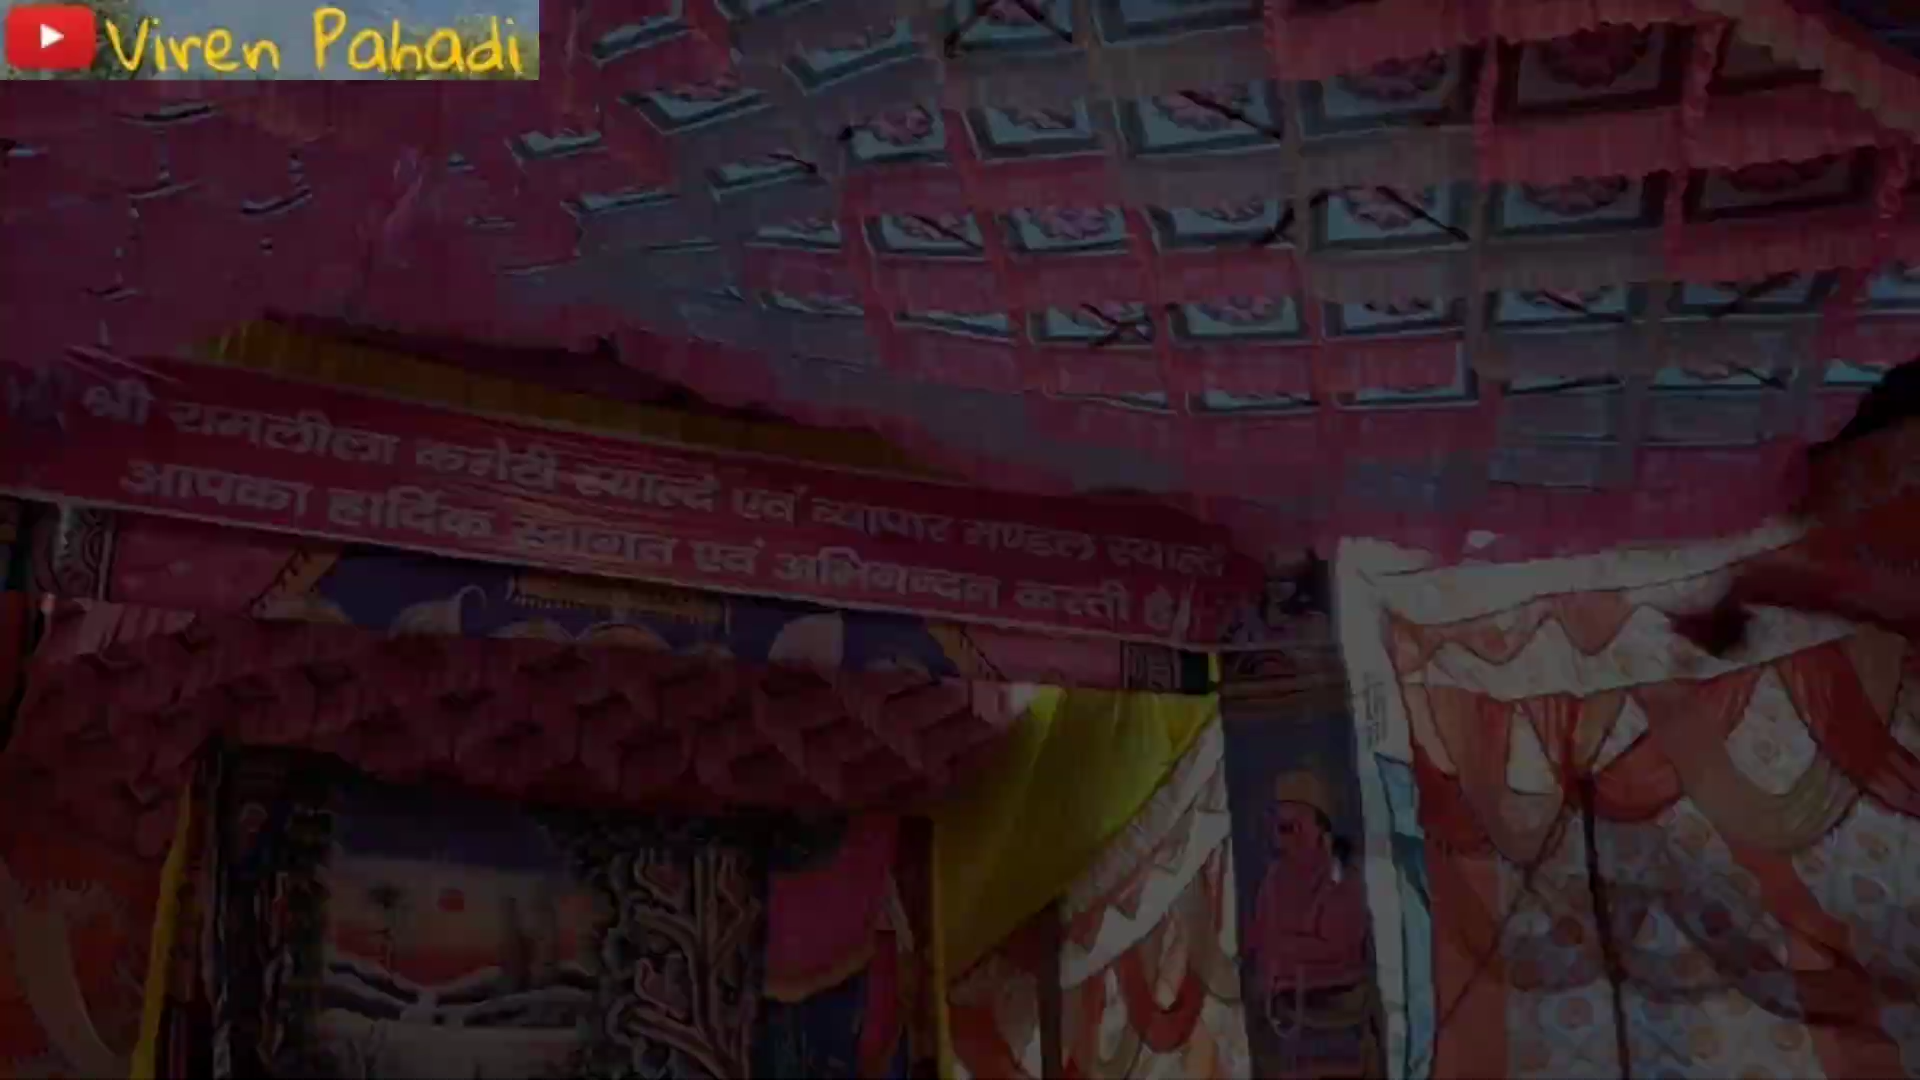 Viren Pahadi
श्री रामलीला कमेटी स्याल्दे एवं व्यापार मण्डल स्याल्दे
आपका हार्दिक स्वागत एवं अभिनन्दन करती है।